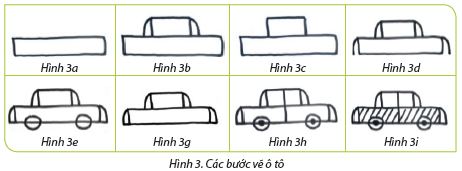 Hình 3a Hình 3b Hình 3c Hình 3d
Hình 3e Hình 3g Hình 3h Hình 3i
Hình 3. Các bước vẽ ô tô